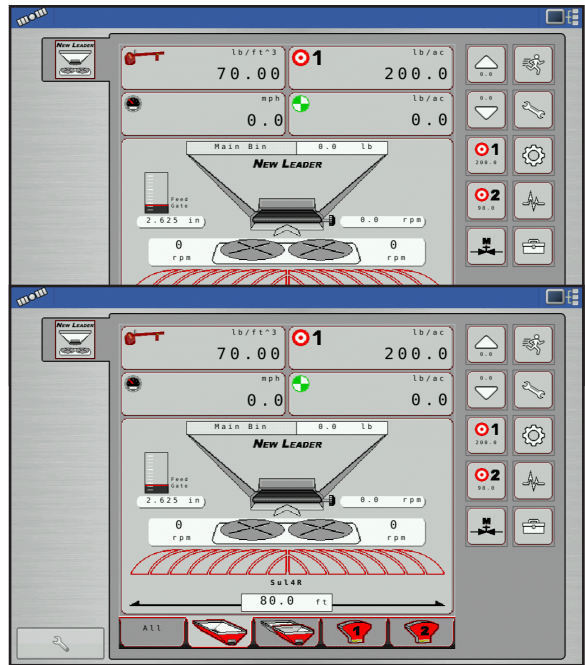 NEW LEADER
lb/ft^3
70.00
1
lb/ac
200.0
mph
0.0
lb/ac
0.0
Main Bin
0.0 lb
NEW LEADER
Feed
Gate
2.625 in
0.0 rpm
0
rpm
0
rpm
0.0
0.0
1
200.0
2
98.0
M
NEW LEADER
lb/ft^3
70.00
1
lb/ac
200.0
mph
0.0
lb/ac
0.0
Main Bin
0.0 lb
NEW LEADER
Feed
Gate
2.625 in
0.0 rpm
0
rpm
0
rpm
Sul4R
80.0 ft
All
1
2
0.0
0.0
1
200.0
2
98.0
M